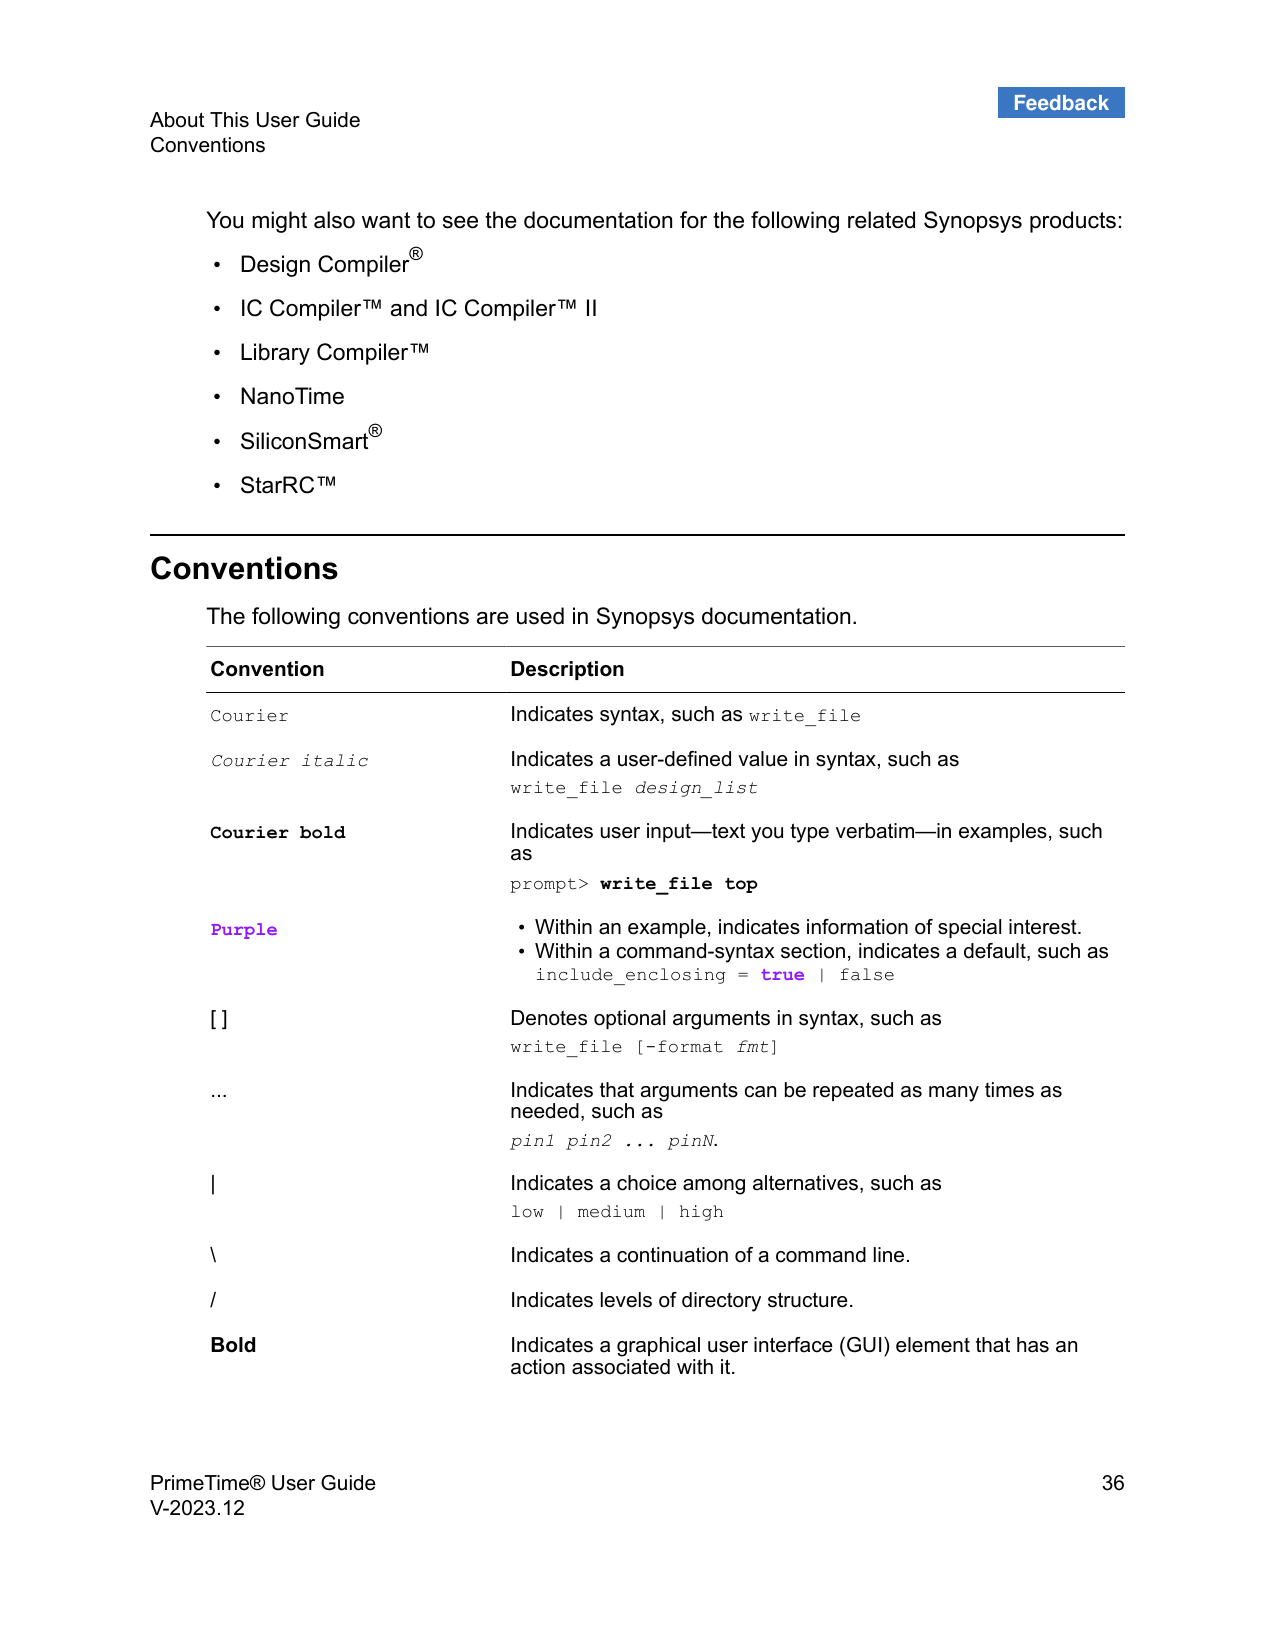 About This User Guide
Conventions
Feedback
You might also want to see the documentation for the following related Synopsys products:
• Design Compiler®
• IC Compiler™ and IC Compiler™ II
• Library Compiler™
• NanoTime
• SiliconSmart®
• StarRC™
Conventions
The following conventions are used in Synopsys documentation.
Convention Description
Courier Indicates syntax, such as write_file
Courier italic Indicates a user-defined value in syntax, such as
write_file design_list
Courier bold Indicates user input—text you type verbatim—in examples, such
as
prompt> write_file top
Purple • Within an example, indicates information of special interest.
• Within a command-syntax section, indicates a default, such as
include_enclosing = true | false
[ ] Denotes optional arguments in syntax, such as
write_file [-format fmt]
... Indicates that arguments can be repeated as many times as
needed, such as
pin1 pin2 ... pinN.
| Indicates a choice among alternatives, such as
low | medium | high
\ Indicates a continuation of a command line.
/ Indicates levels of directory structure.
Bold Indicates a graphical user interface (GUI) element that has an
action associated with it.
PrimeTime® User Guide 36
V-2023.12